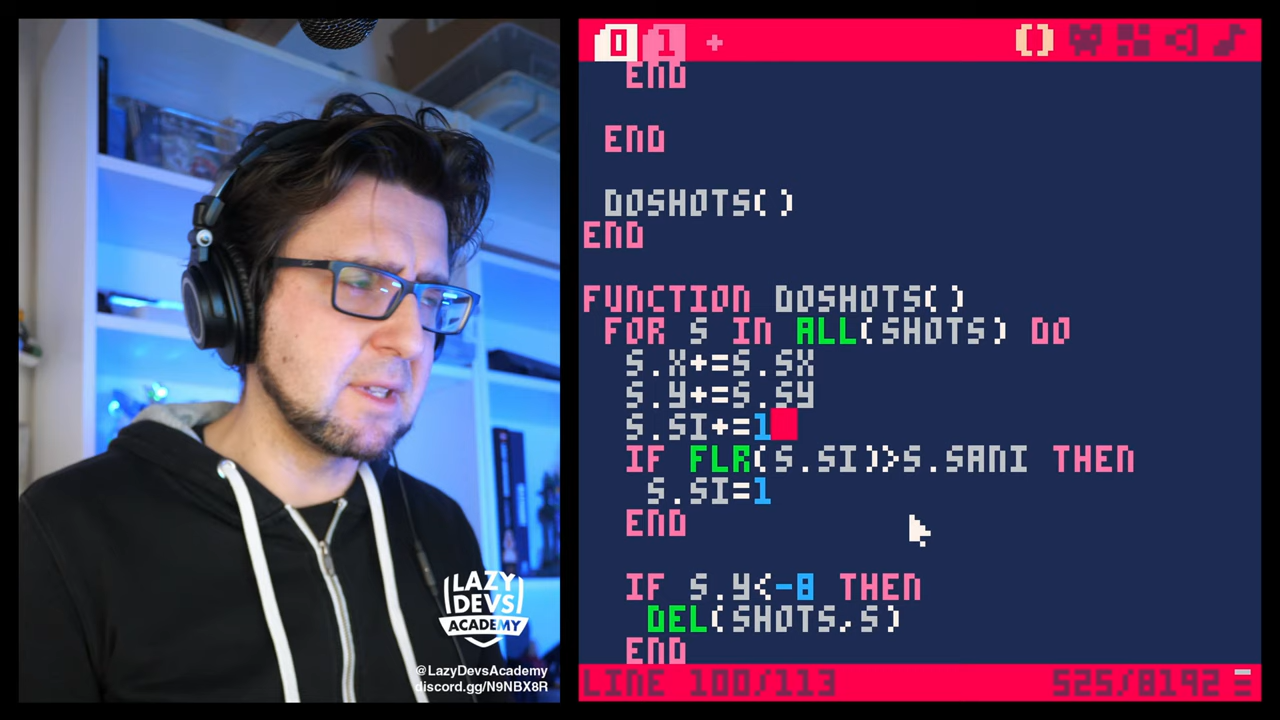 LAZY
DEVS
ACADEMY
@LazyDevsAcademy
discord.gg/N9NBX8R
0 1 +
END
END
DOSHOTS()
END
FUNCTION DOSHOTS()
FOR S IN ALL(SHOTS) DO
S.X+=S.SX
S.Y+=S.SY
S.SI+=1
IF FLR(S.SI)>S.SANI THEN
S.SI=1
END
IF S.Y<-8 THEN
DEL(SHOTS,S)
END
LINE 100/113
525/8192